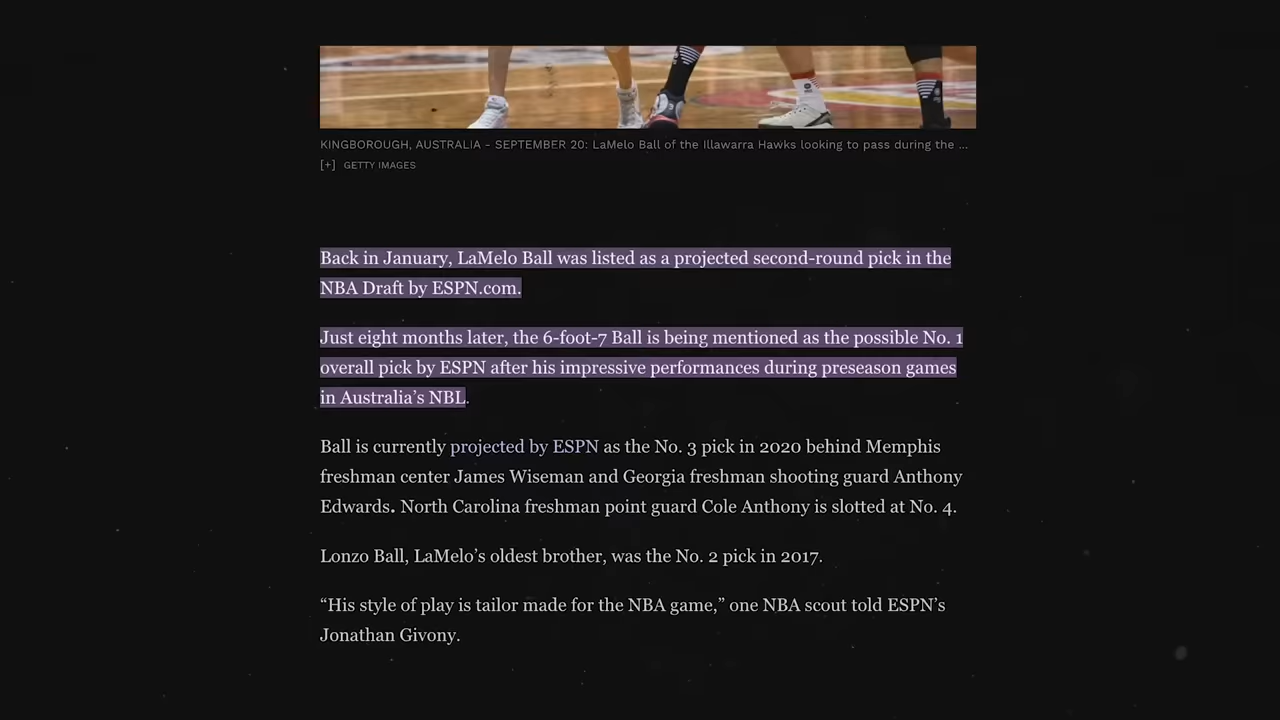 KINGBOROUGH, AUSTRALIA - SEPTEMBER 20: LaMelo Ball of the Illawarra Hawks looking to pass during the ...
[+] GETTY IMAGES
Back in January, LaMelo Ball was listed as a projected second-round pick in the
NBA Draft by ESPN.com.
Just eight months later, the 6-foot-7 Ball is being mentioned as the possible No. 1
overall pick by ESPN after his impressive performances during preseason games
in Australia’s NBL.
Ball is currently projected by ESPN as the No. 3 pick in 2020 behind Memphis
freshman center James Wiseman and Georgia freshman shooting guard Anthony
Edwards. North Carolina freshman point guard Cole Anthony is slotted at No. 4.
Lonzo Ball, LaMelo’s oldest brother, was the No. 2 pick in 2017.
“His style of play is tailor made for the NBA game,” one NBA scout told ESPN’s
Jonathan Givony.